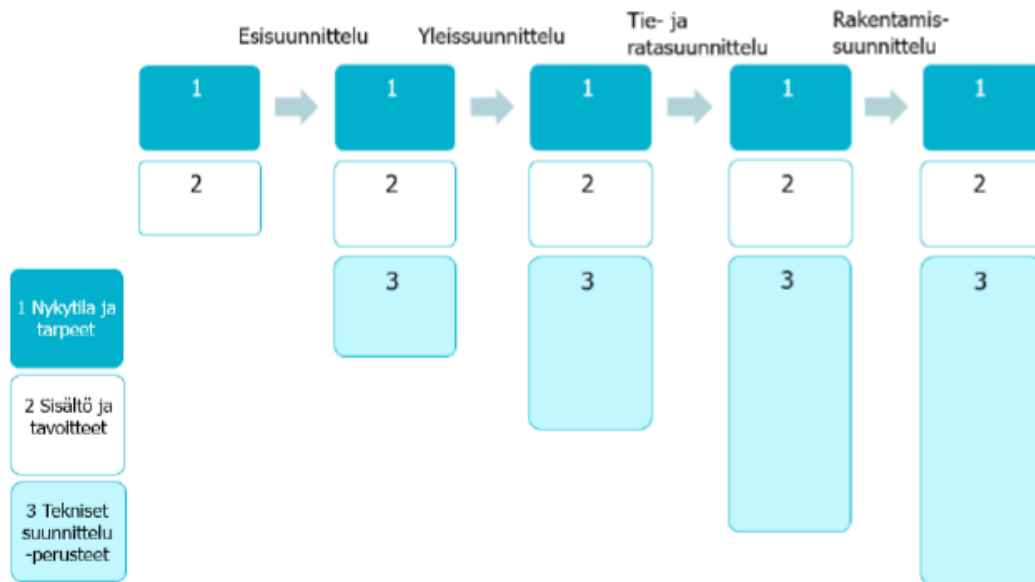 Esisuunnittelu
Yleissuunnittelu
Tie- ja
ratasuunnittelu
Rakentamis-
suunnittelu
1
1
1
1
1
2
2
2
2
2
3
3
3
3
1 Nykytila ja
tarpeet
2 Sisältö ja
tavoitteet
3 Tekniset
suunnittelu
-perusteet